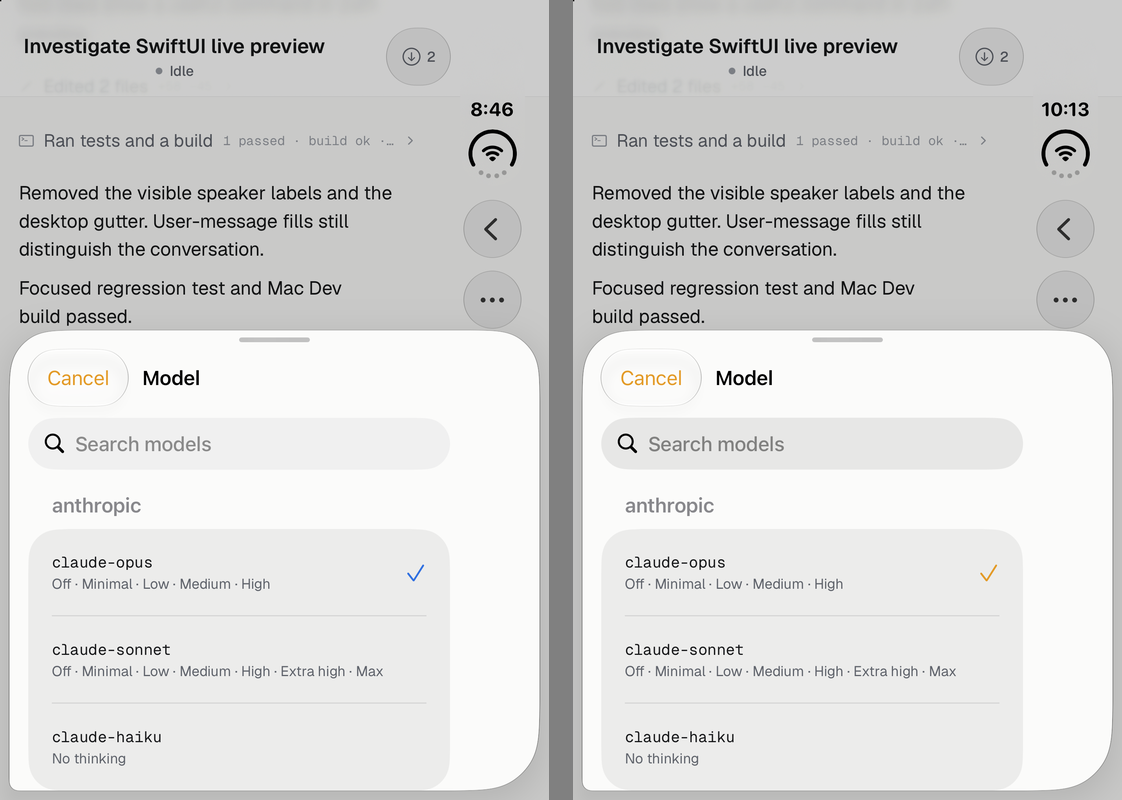 Investigate SwiftUI live preview
Idle
2
Edited 2 files
8:46
Ran tests and a build 1 passed · build ok ·…
Removed the visible speaker labels and the
desktop gutter. User-message fills still
distinguish the conversation.
Focused regression test and Mac Dev
build passed.
Cancel
Model
Search models
anthropic
claude-opus
Off · Minimal · Low · Medium · High
claude-sonnet
Off · Minimal · Low · Medium · High · Extra high · Max
claude-haiku
No thinking
Investigate SwiftUI live preview
Idle
2
Edited 2 files
10:13
Ran tests and a build 1 passed · build ok ·…
Removed the visible speaker labels and the
desktop gutter. User-message fills still
distinguish the conversation.
Focused regression test and Mac Dev
build passed.
Cancel
Model
Search models
anthropic
claude-opus
Off · Minimal · Low · Medium · High
claude-sonnet
Off · Minimal · Low · Medium · High · Extra high · Max
claude-haiku
No thinking